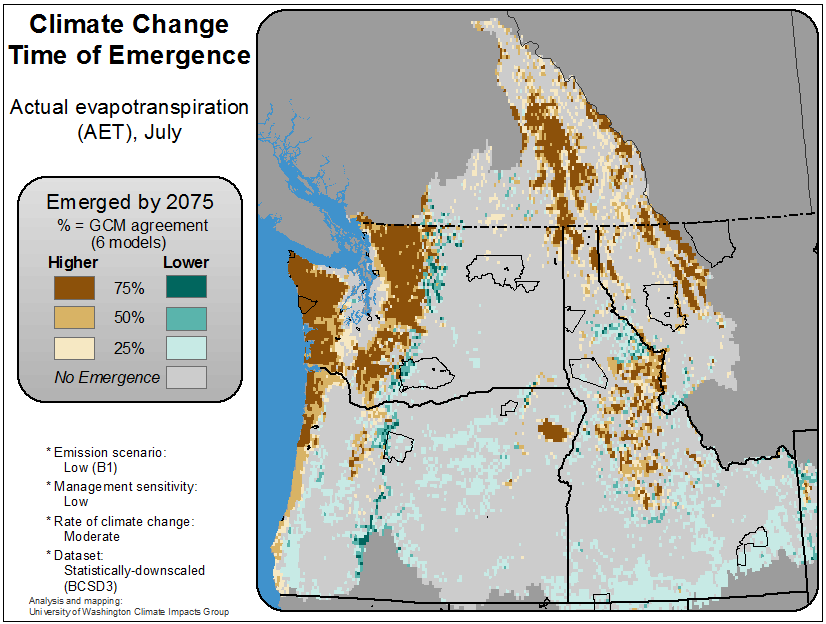 Climate Change
Time of Emergence
Actual evapotranspiration
(AET), July
Emerged by 2075
% = GCM agreement
(6 models)
Higher Lower
75%
50%
25%
No Emergence
* Emission scenario:
Low (B1)
* Management sensitivity:
Low
* Rate of climate change:
Moderate
* Dataset:
Statistically-downscaled
(BCSD3)
Analysis and mapping:
University of Washington Climate Impacts Group